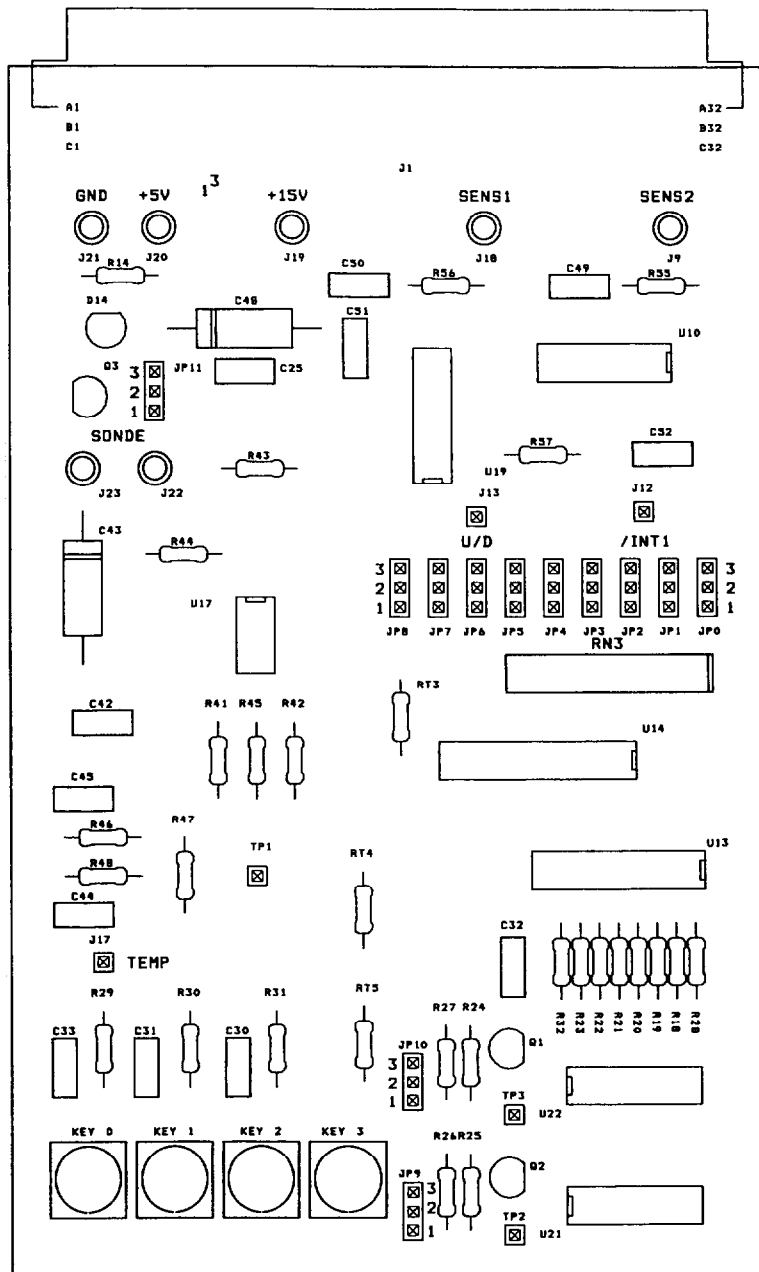 A1 A32
B1 B32
C1 C32
J1
GND +5V 1 3 +15V SENS1 SENS2
J21 J20 J19 J18 J9
R14 C50 R56 C49 R55
D14 C48 C51 U10
Q3 3 JP11 C25
2
1
SONDE R57 C52
R43 U19
J23 J22 J13 J12
C43 U/D /INT1
R44
3 3
U17 2 2
1 1
JP8 JP7 JP6 JP5 JP4 JP3 JP2 JP1 JP0
RN3
RT3
C42 R41 R45 R42
U14
C45
R46 R47
TP1 RT4 U13
R48
C44
J17 C32
TEMP
R29 R30 R31 RT5 R27 R24 R32 R23 R22 R21 R20 R19 R18 R28
C33 C31 C30 JP10 Q1
3
2
1 TP3
U22
KEY 0 KEY 1 KEY 2 KEY 3 R26 R25
JP9 Q2
3
2
1 TP2
U21